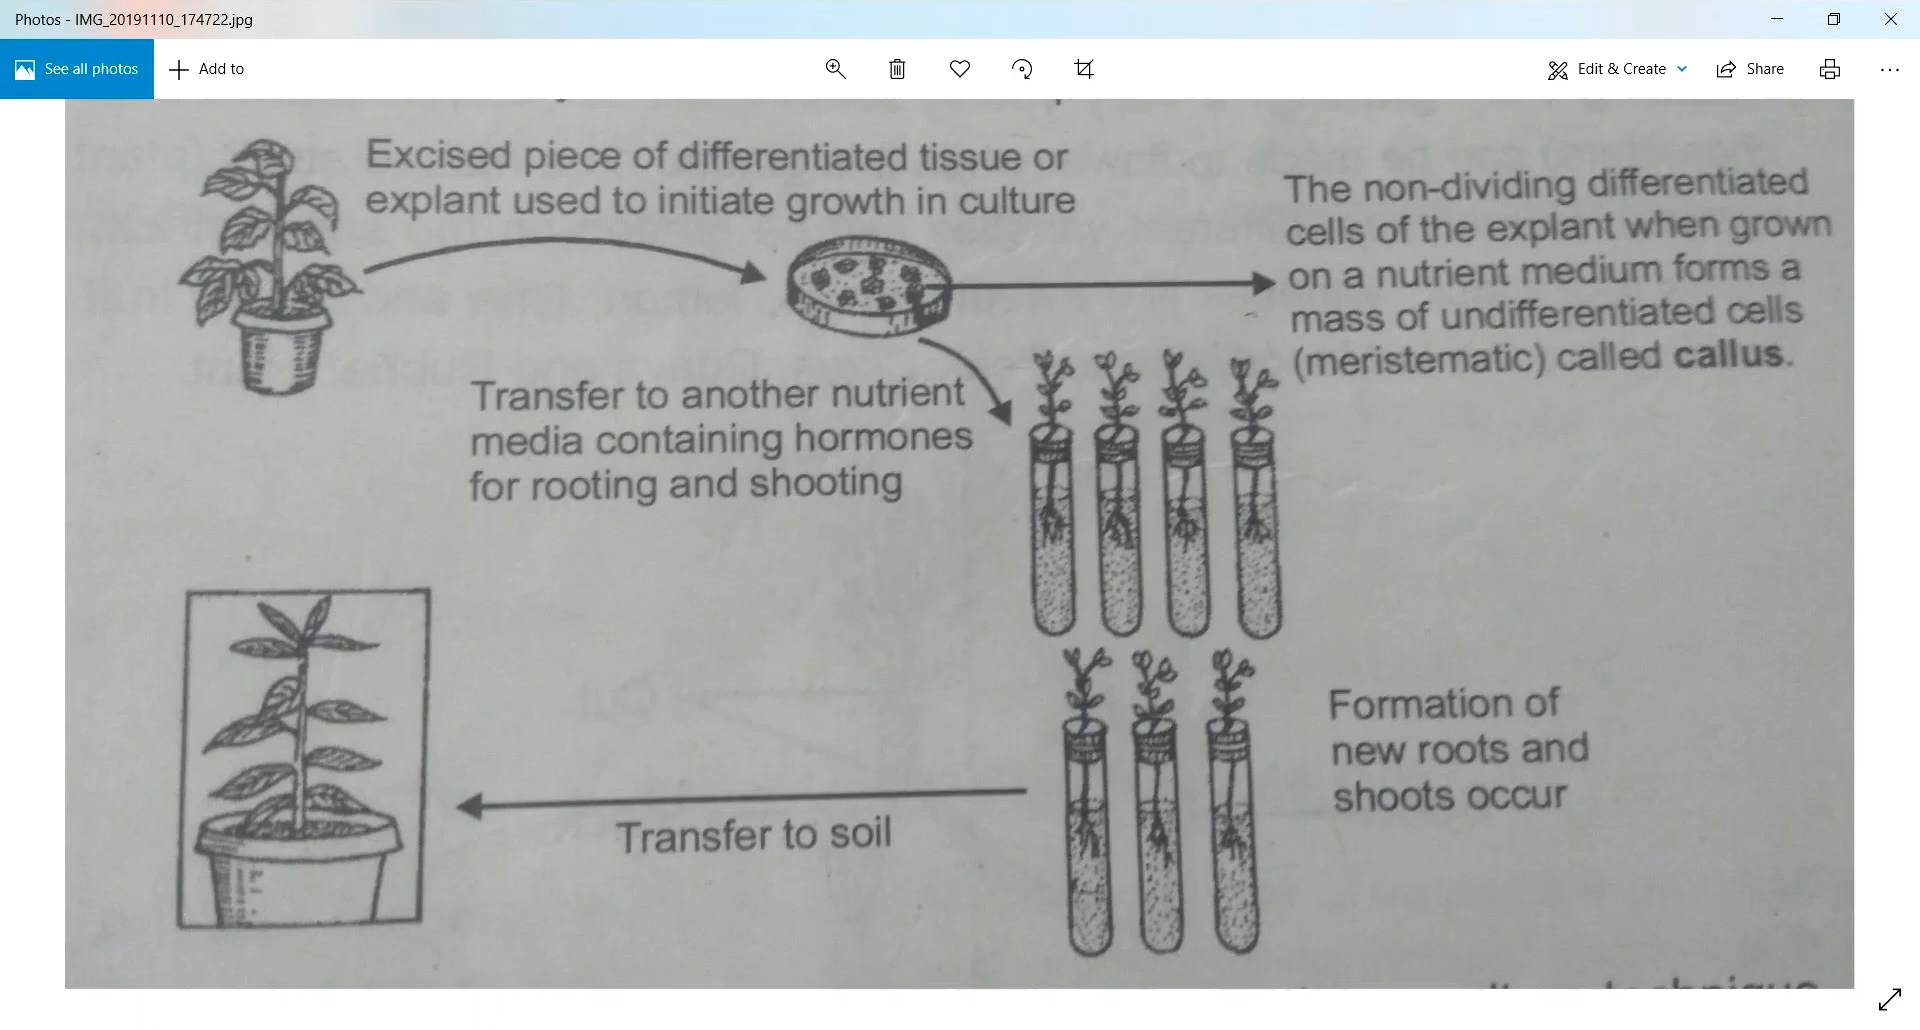 Photos - IMG_20191110_174722.jpg
See all photos
Add to
Edit & Create
Share
Excised piece of differentiated tissue or
explant used to initiate growth in culture
The non-dividing differentiated
cells of the explant when grown
on a nutrient medium forms a
mass of undifferentiated cells
(meristematic) called callus.
Transfer to another nutrient
media containing hormones
for rooting and shooting
Formation of
new roots and
shoots occur
Transfer to soil